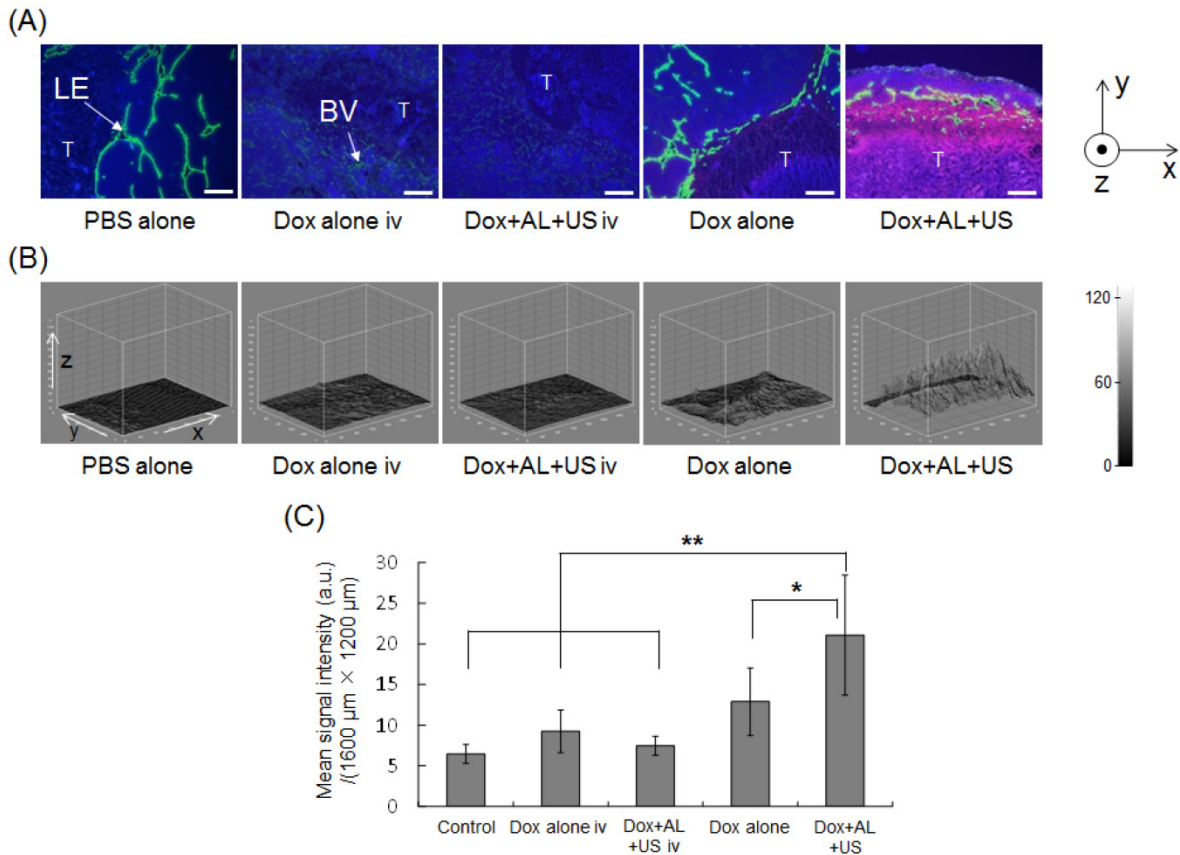 (A)
LE
T
BV
T
T
T
T
y
x
z
PBS alone
Dox alone iv
Dox+AL+US iv
Dox alone
Dox+AL+US
(B)
z
y
x
120
60
0
PBS alone
Dox alone iv
Dox+AL+US iv
Dox alone
Dox+AL+US
(C)
Mean signal intensity (a.u.)
/(1600 μm × 1200 μm)
30
25
20
15
10
5
0
**
*
Control
Dox alone iv
Dox+AL
+US iv
Dox alone
Dox+AL
+US